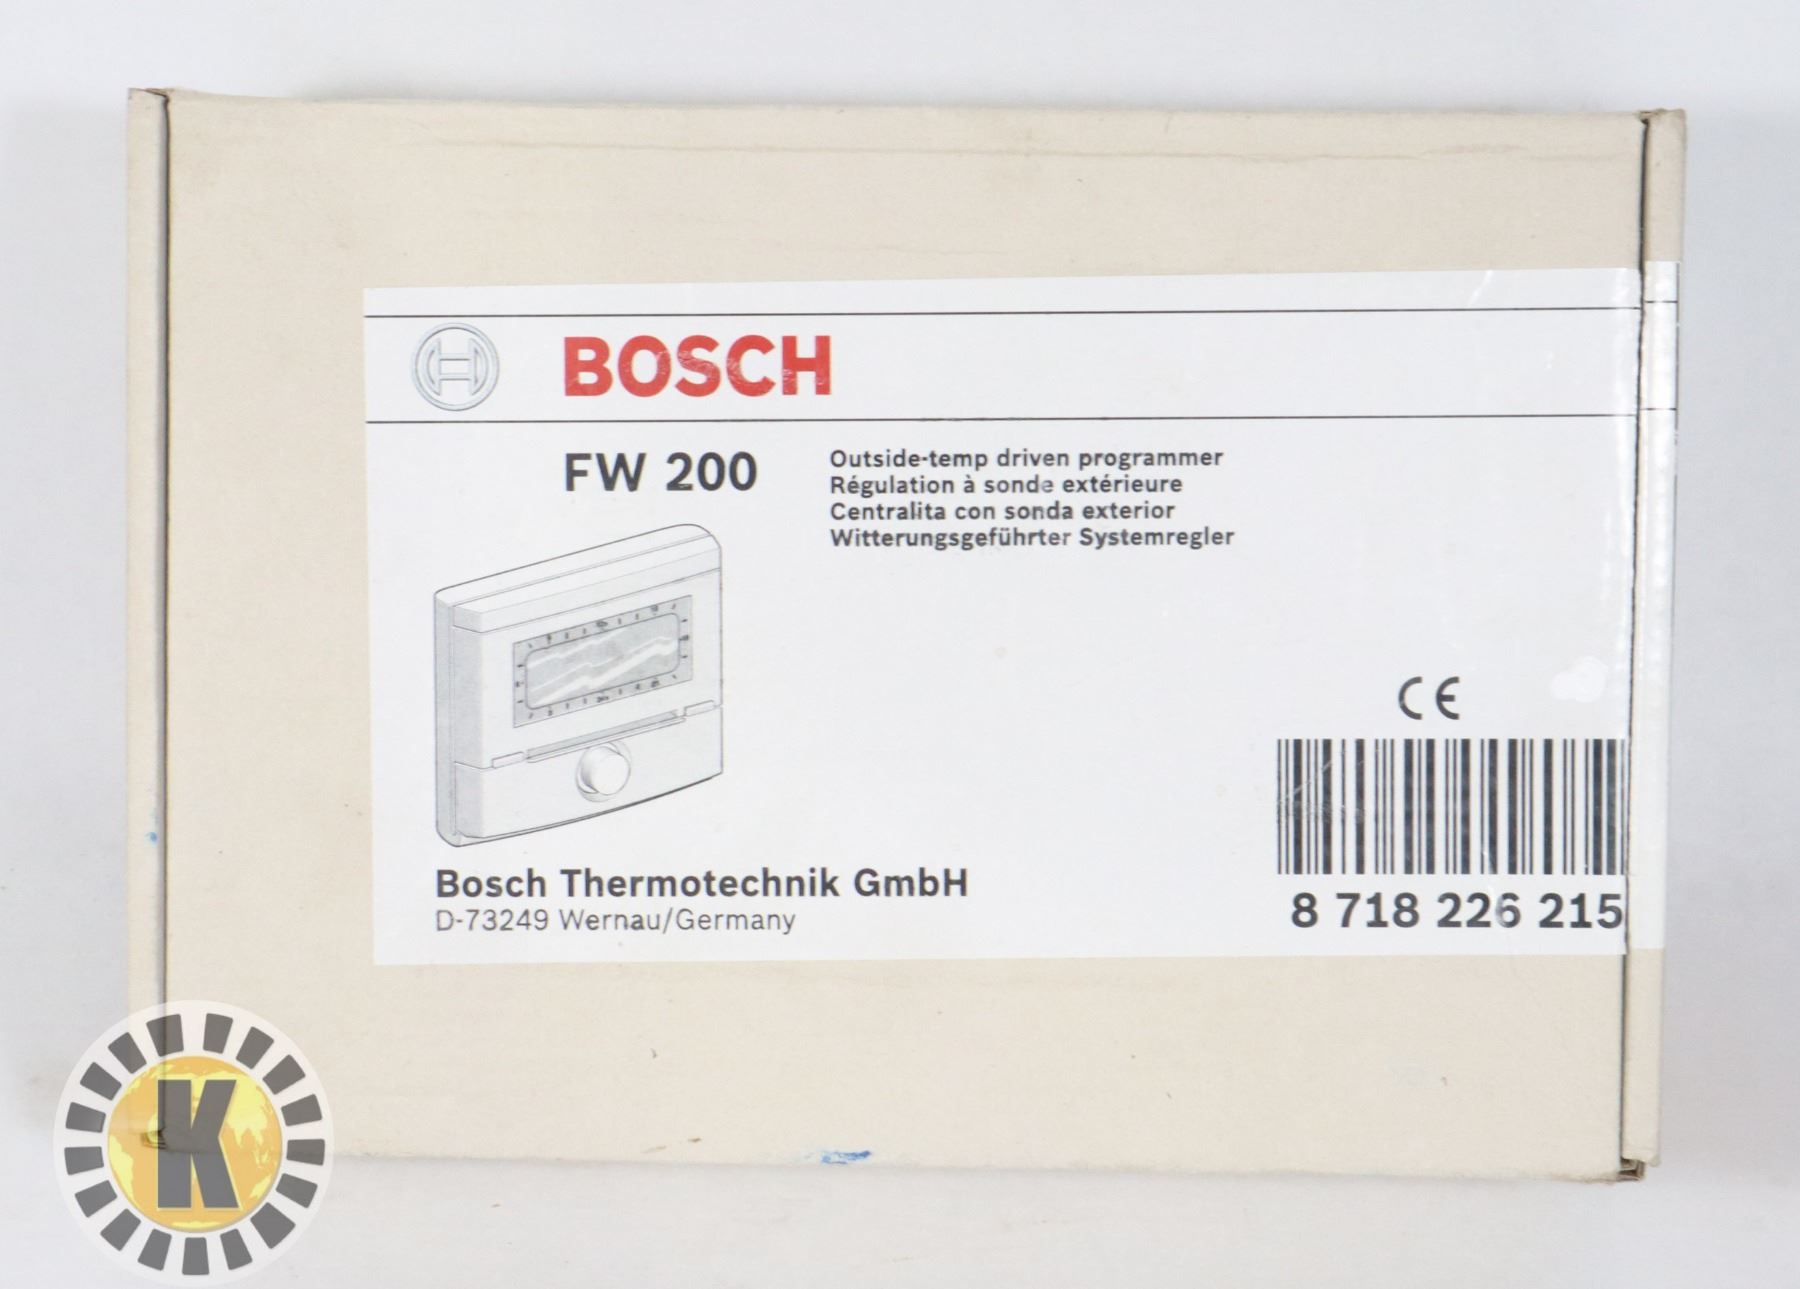 BOSCH
FW 200
Outside-temp driven programmer
Régulation à sonde extérieure
Centralita con sonda exterior
Witterungsgeführter Systemregler
CE
Bosch Thermotechnik GmbH
D-73249 Wernau/Germany
8 718 226 215
K